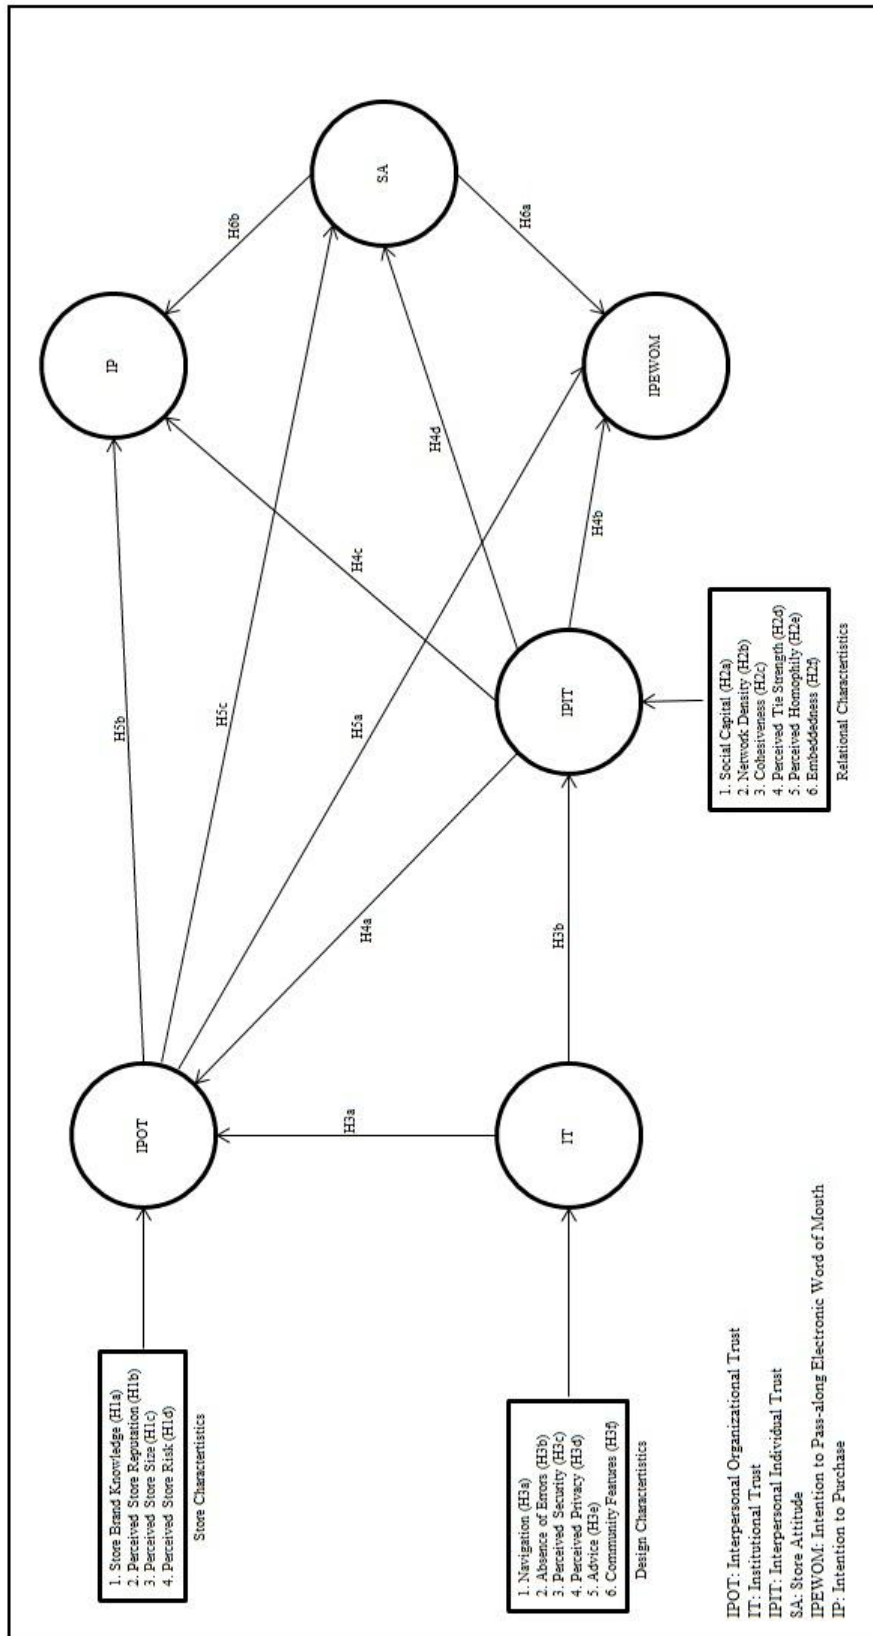 1. Store Brand Knowledge (H1a)
2. Perceived Store Reputation (H1b)
3. Perceived Store Size (H1c)
4. Perceived Store Risk (H1d)
Store Charactertistics
IPOT
H5b
IP
H6b
H5c
SA
H5a
H4c
H4d
H6a
H3a
H4a
1. Navigation (H3a)
2. Absence of Errors (H3b)
3. Perceived Security (H3c)
4. Perceived Privacy (H3d)
5. Advice (H3e)
6. Community Features (H3f)
Design Charactertistics
IT
H3b
IPIT
H4b
IPEWOM
1. Social Capital (H2a)
2. Network Density (H2b)
3. Cohesiveness (H2c)
4. Perceived Tie Strength (H2d)
5. Perceived Homophily (H2e)
6. Embeddedness (H2f)
Relational Charactertistics
IPOT: Interpersonal Organizational Trust
IT: Institutional Trust
IPIT: Interpersonal Individual Trust
SA: Store Attitude
IPEWOM: Intention to Pass-along Electronic Word of Mouth
IP: Intention to Purchase